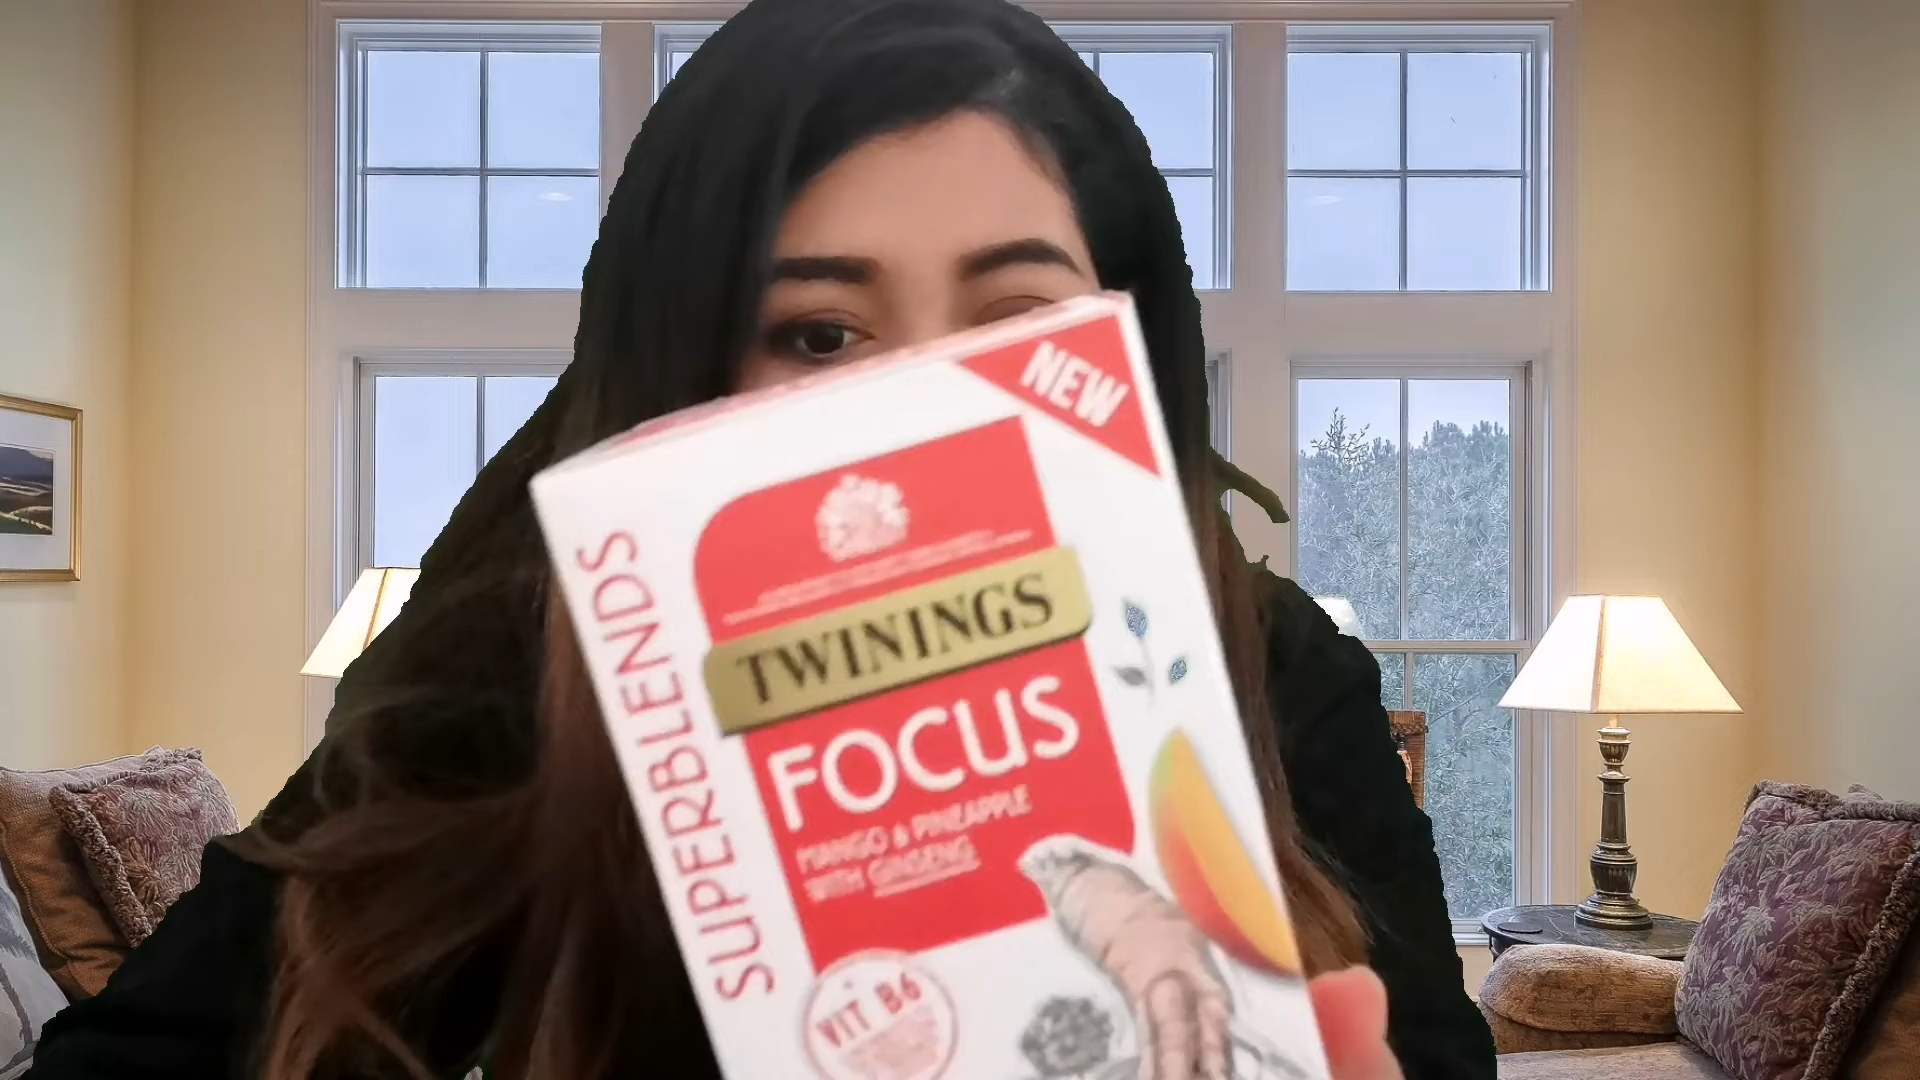 NEW
SUPERBLENDS
TWININGS
FOCUS
MANGO & PINEAPPLE
WITH GINSENG
VIT B6